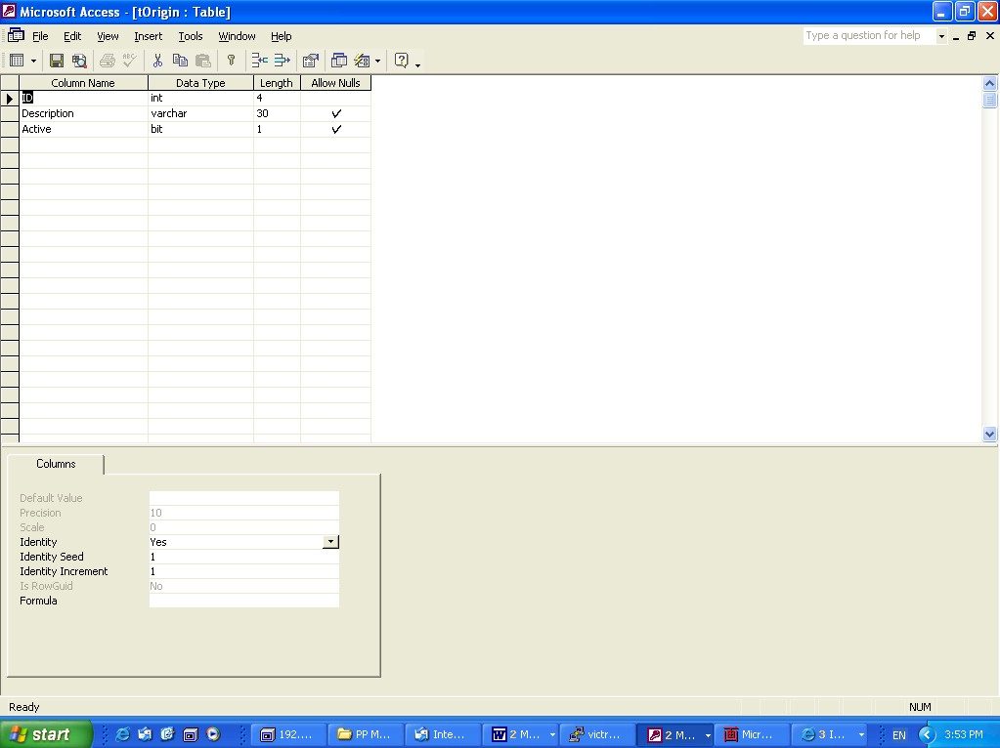 Microsoft Access - [tOrigin : Table]
File Edit View Insert Tools Window Help Type a question for help
Column Name Data Type Length Allow Nulls
ID int 4
Description varchar 30
Active bit 1
Columns
Default Value
Precision 10
Scale 0
Identity Yes
Identity Seed 1
Identity Increment 1
Is RowGuid No
Formula
Ready NUM
start 192.... PP M... Inte... 2 M... victr... 2 M... Micr... 3 I... EN 3:53 PM